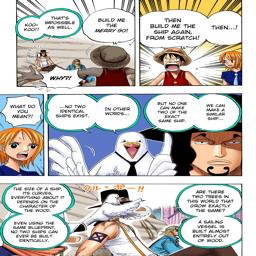 THEN...!
THEN
BUILD ME
THE SHIP
AGAIN,
FROM
SCRATCH!
BUILD ME
THE
MERRY GO!
THAT'S
IMPOSSIBLE
AS WELL.
KOO-
KOO!!
WHY?!
WE CAN
MAKE A
SIMILAR
SHIP...
BUT NO ONE
CAN MAKE
TWO OF THE
EXACT
SAME SHIP.
IN OTHER
WORDS...
...NO TWO
IDENTICAL
SHIPS EXIST.
WHAT DO
YOU
MEAN?!
ARE THERE
TWO TREES IN
THIS WORLD THAT
GROW EXACTLY
THE SAME?
A SAILING
VESSEL IS
BUILT ALMOST
ENTIRELY OUT
OF WOOD.
THE SIZE OF A SHIP,
ITS CURVES,
EVERYTHING ABOUT IT
DEPENDS ON THE
CHARACTER OF
THE WOOD.
EVEN USING THE
SAME BLUEPRINT,
NO TWO SHIPS
CAN EVER BE
BUILT
IDENTICALLY.